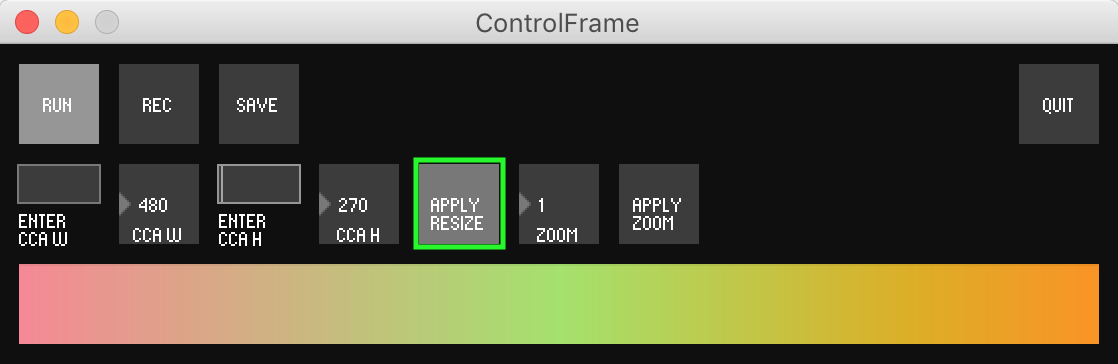 ControlFrame
RUN
REC
SAVE
QUIT
ENTER
CCA W
480
CCA W
ENTER
CCA H
270
CCA H
APPLY
RESIZE
1
ZOOM
APPLY
ZOOM